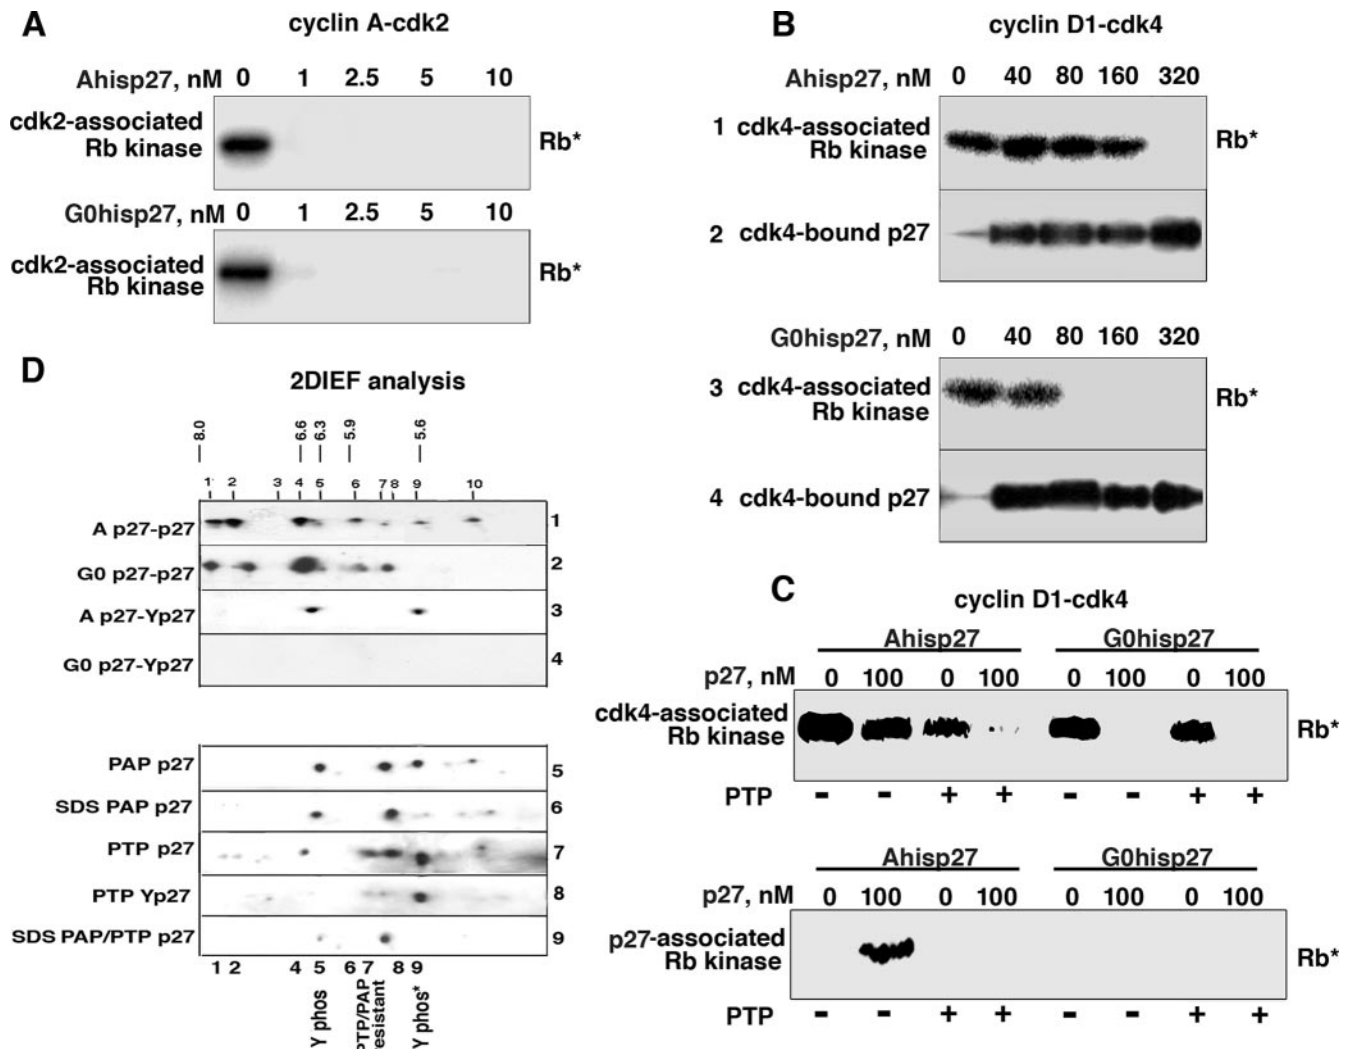 A
cyclin A-cdk2
Ahisp27, nM 0 1 2.5 5 10
cdk2-associated
Rb kinase
Rb*
G0hisp27, nM 0 1 2.5 5 10
cdk2-associated
Rb kinase
Rb*
B
cyclin D1-cdk4
Ahisp27, nM 0 40 80 160 320
1 cdk4-associated
Rb kinase
Rb*
2 cdk4-bound p27
G0hisp27, nM 0 40 80 160 320
3 cdk4-associated
Rb kinase
Rb*
4 cdk4-bound p27
C
cyclin D1-cdk4
Ahisp27 G0hisp27
p27, nM 0 100 0 100 0 100 0 100
cdk4-associated
Rb kinase
Rb*
PTP - - + + - - + +
Ahisp27 G0hisp27
p27, nM 0 100 0 100 0 100 0 100
p27-associated
Rb kinase
Rb*
PTP - - + + - - + +
D
2DIEF analysis
8.0 6.6 6.3 5.9 5.6
1 2 3 4 5 6 7 8 9 10
A p27-p27 1
G0 p27-p27 2
A p27-Yp27 3
G0 p27-Yp27 4
PAP p27 5
SDS PAP p27 6
PTP p27 7
PTP Yp27 8
SDS PAP/PTP p27 9
1 2 4 5 6 7 8 9
Y phos
PTP/PAP
resistant
Y phos*